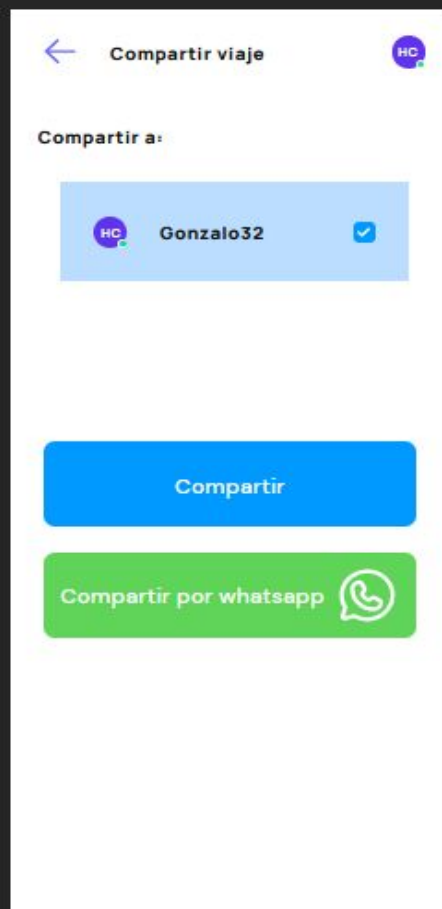 Compartir viaje
HC
Compartir a:
HC
Gonzalo32
Compartir
Compartir por whatsapp